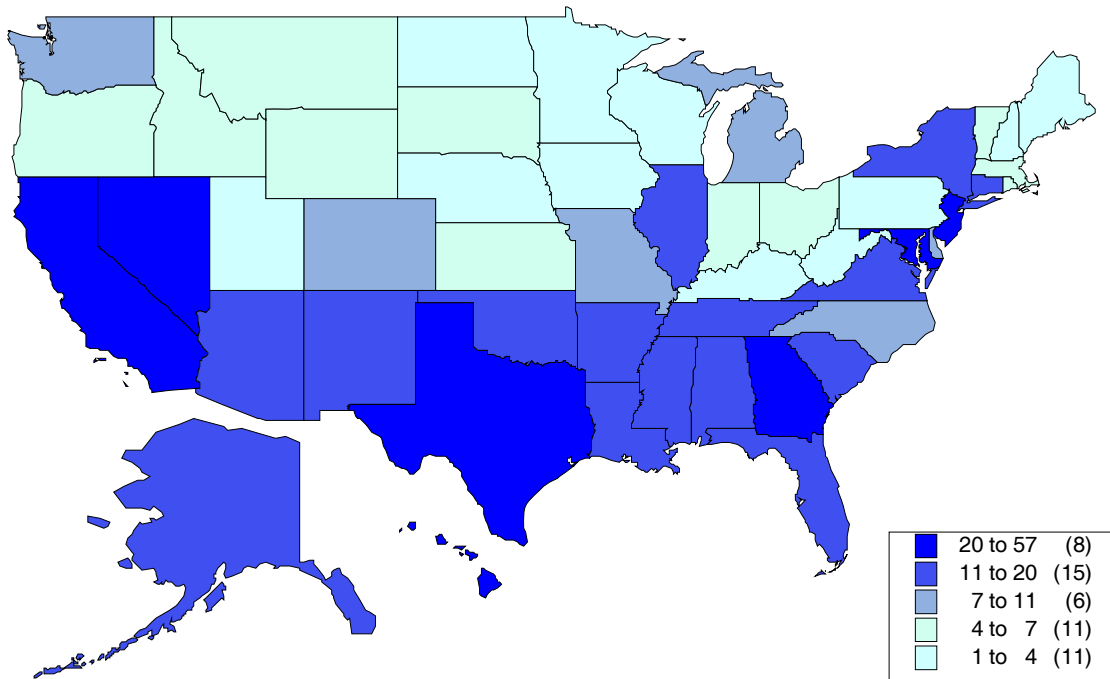 20 to 57 (8)
11 to 20 (15)
7 to 11 (6)
4 to 7 (11)
1 to 4 (11)